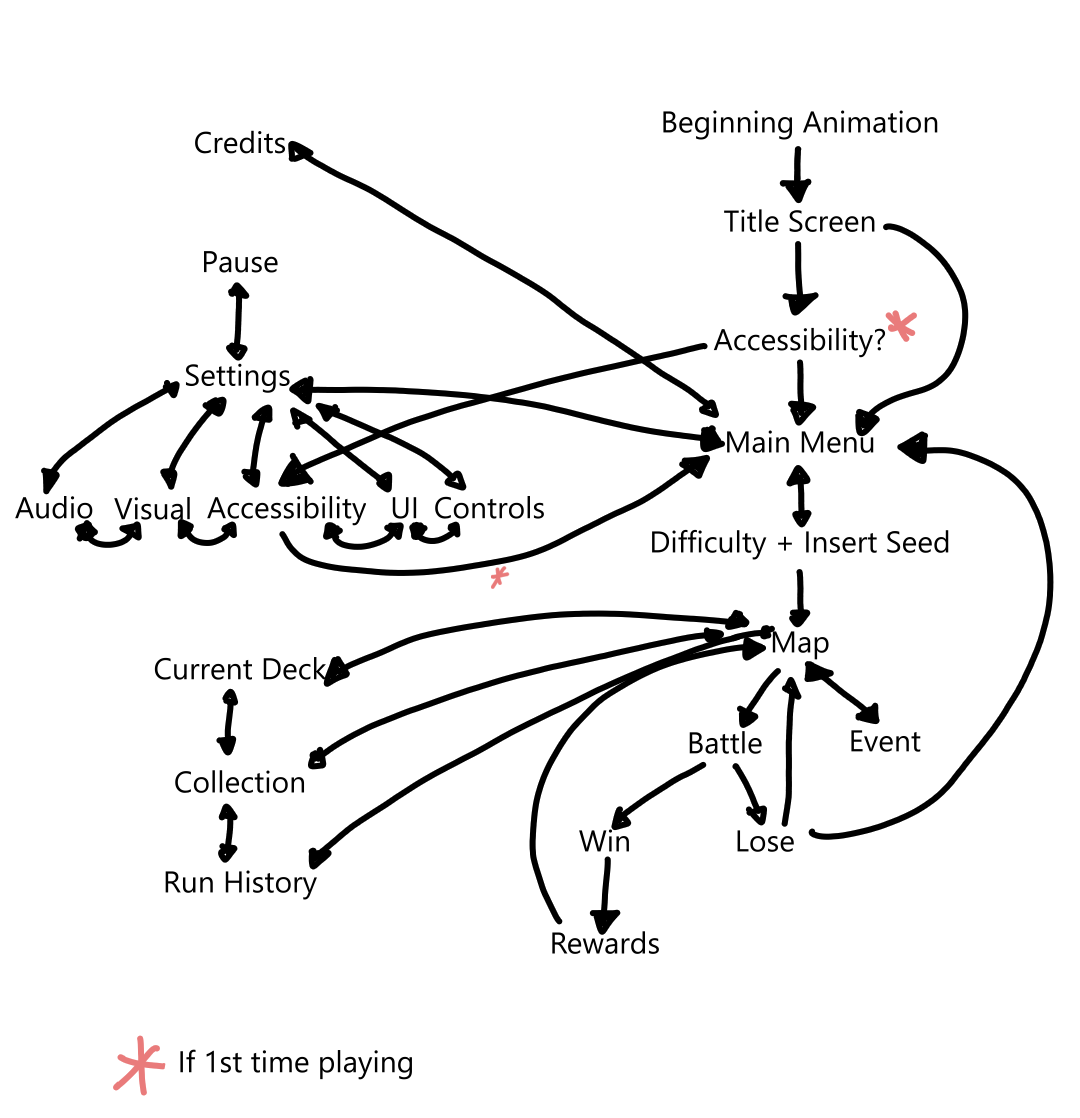 Beginning Animation
Credits
Title Screen
Pause
Accessibility?
Settings
Main Menu
Audio Visual Accessibility UI Controls
Difficulty + Insert Seed
Map
Current Deck
Battle
Event
Collection
Win
Lose
Run History
Rewards
If 1st time playing